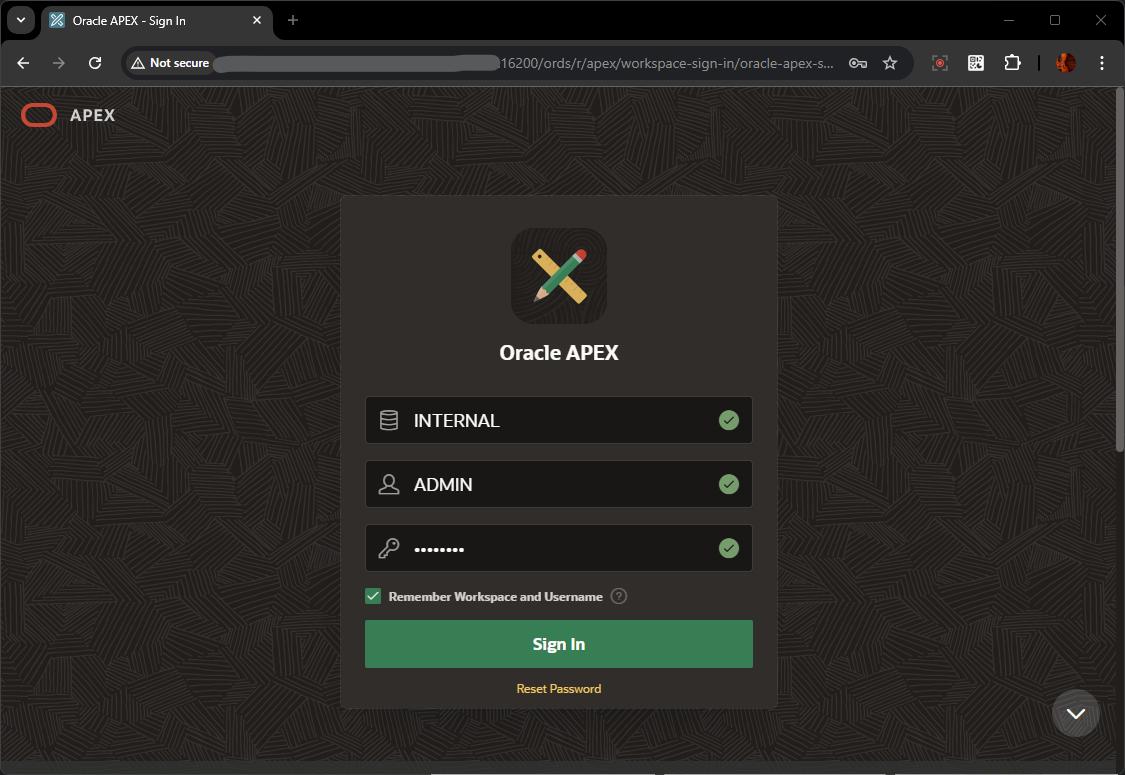 Oracle APEX - Sign In
Not secure 16200/ords/r/apex/workspace-sign-in/oracle-apex-s...
APEX
Oracle APEX
INTERNAL
ADMIN
••••••••
Remember Workspace and Username ?
Sign In
Reset Password